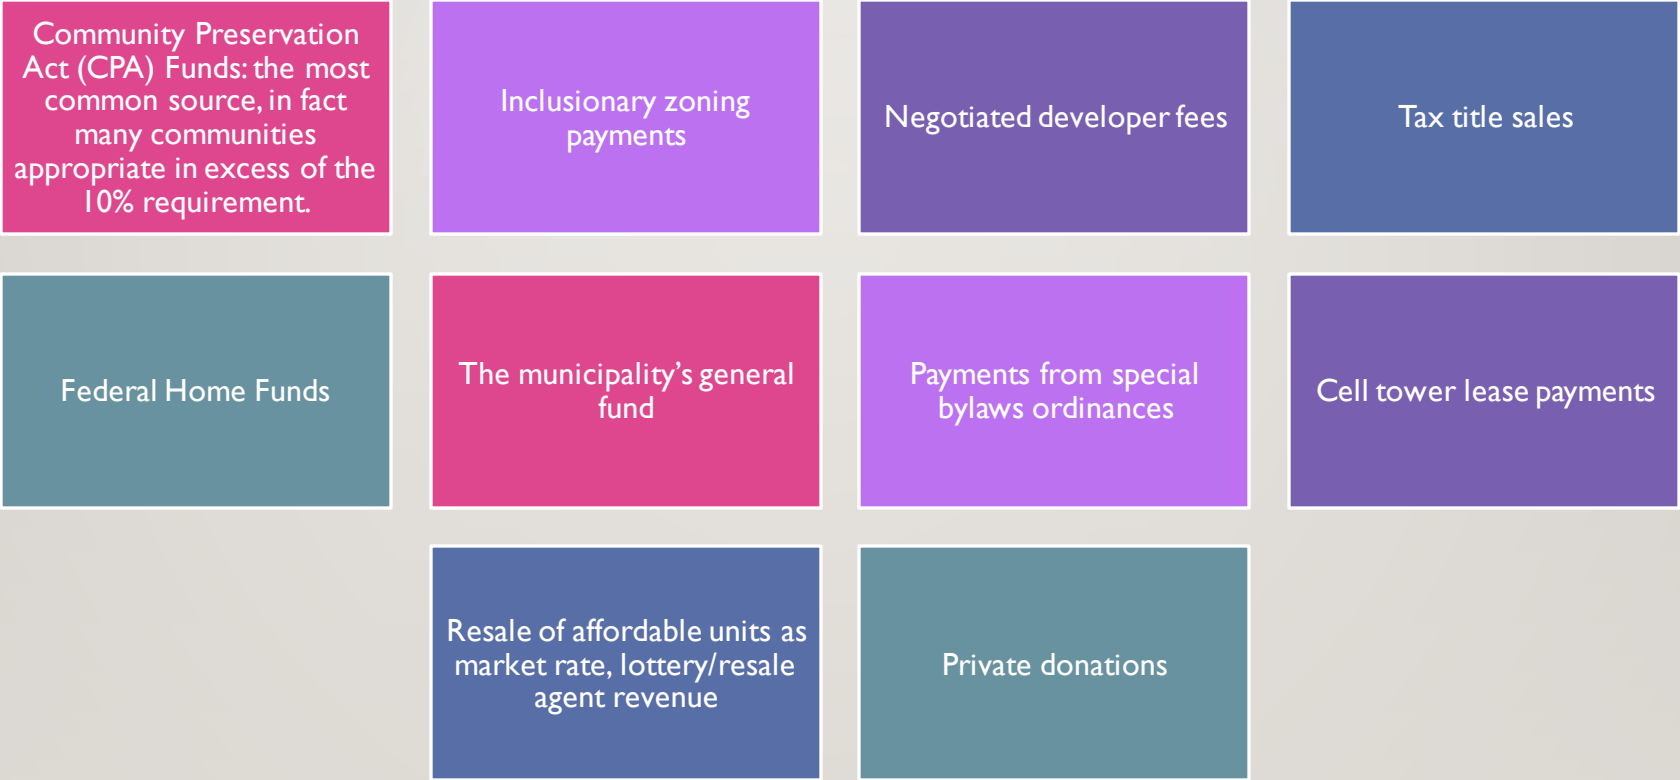 Community Preservation
Act (CPA) Funds: the most
common source, in fact
many communities
appropriate in excess of the
10% requirement.
Inclusionary zoning
payments
Negotiated developer fees
Tax title sales
Federal Home Funds
The municipality’s general
fund
Payments from special
bylaws ordinances
Cell tower lease payments
Resale of affordable units as
market rate, lottery/resale
agent revenue
Private donations